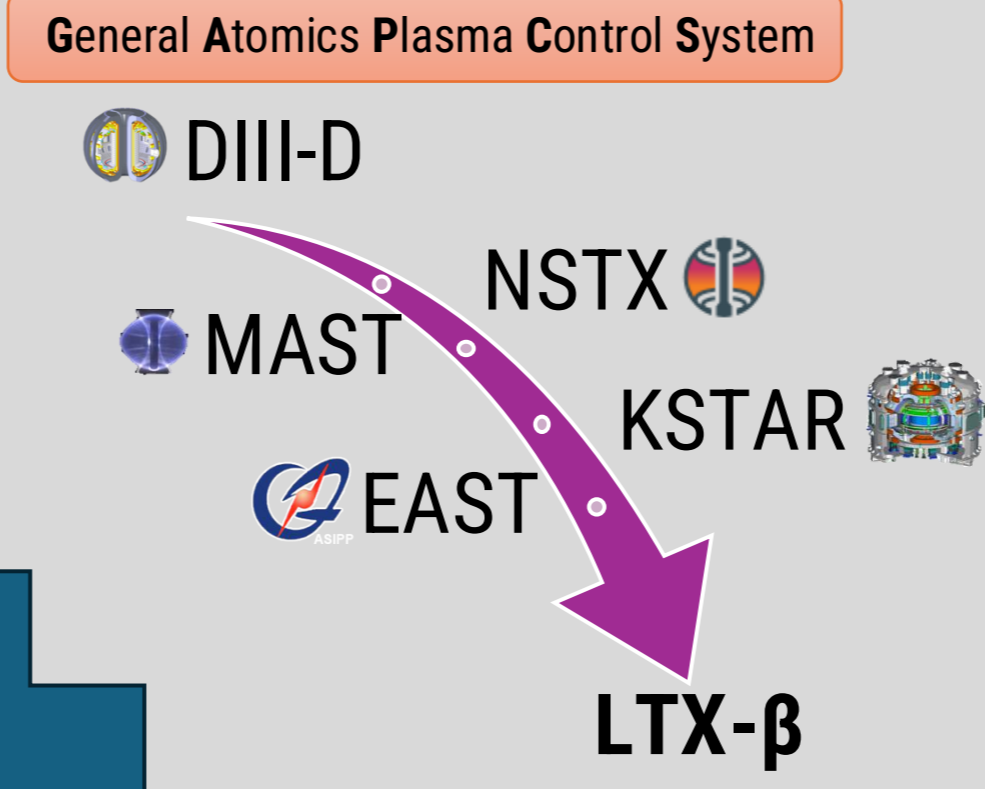 General Atomics Plasma Control System
DIII-D
NSTX
MAST
KSTAR
EAST
ASIPP
LTX-β